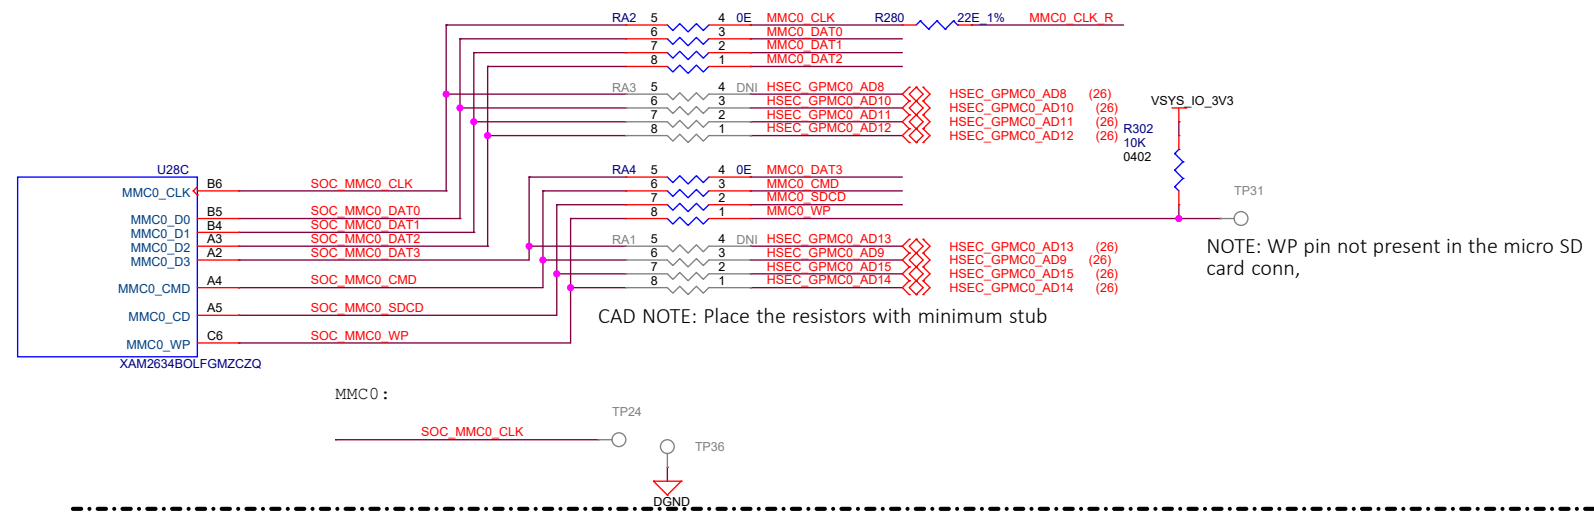 RA2 5 4 0E MMC0_CLK R280 22E_1% MMC0_CLK_R
6 3 MMC0_DAT0
7 2 MMC0_DAT1
8 1 MMC0_DAT2
RA3 5 4 DNI HSEC_GPMC0_AD8 HSEC_GPMC0_AD8 (26)
6 3 HSEC_GPMC0_AD10 HSEC_GPMC0_AD10 (26)
7 2 HSEC_GPMC0_AD11 HSEC_GPMC0_AD11 (26)
8 1 HSEC_GPMC0_AD12 HSEC_GPMC0_AD12 (26)
VSYS_IO_3V3
R302
10K
0402
U28C
RA4 5 4 0E MMC0_DAT3
6 3 MMC0_CMD
7 2 MMC0_SDCD
8 1 MMC0_WP
TP31
MMC0_CLK B6 SOC_MMC0_CLK
MMC0_D0 B5 SOC_MMC0_DAT0
MMC0_D1 B4 SOC_MMC0_DAT1
MMC0_D2 A3 SOC_MMC0_DAT2
MMC0_D3 A2 SOC_MMC0_DAT3
MMC0_CMD A4 SOC_MMC0_CMD
MMC0_CD A5 SOC_MMC0_SDCD
MMC0_WP C6 SOC_MMC0_WP
XAM2634BOLFGMZCZQ
RA1 5 4 DNI HSEC_GPMC0_AD13 HSEC_GPMC0_AD13 (26)
6 3 HSEC_GPMC0_AD9 HSEC_GPMC0_AD9 (26)
7 2 HSEC_GPMC0_AD15 HSEC_GPMC0_AD15 (26)
8 1 HSEC_GPMC0_AD14 HSEC_GPMC0_AD14 (26)
NOTE: WP pin not present in the micro SD
card conn,
CAD NOTE: Place the resistors with minimum stub
MMC0:
SOC_MMC0_CLK TP24
TP36
DGND